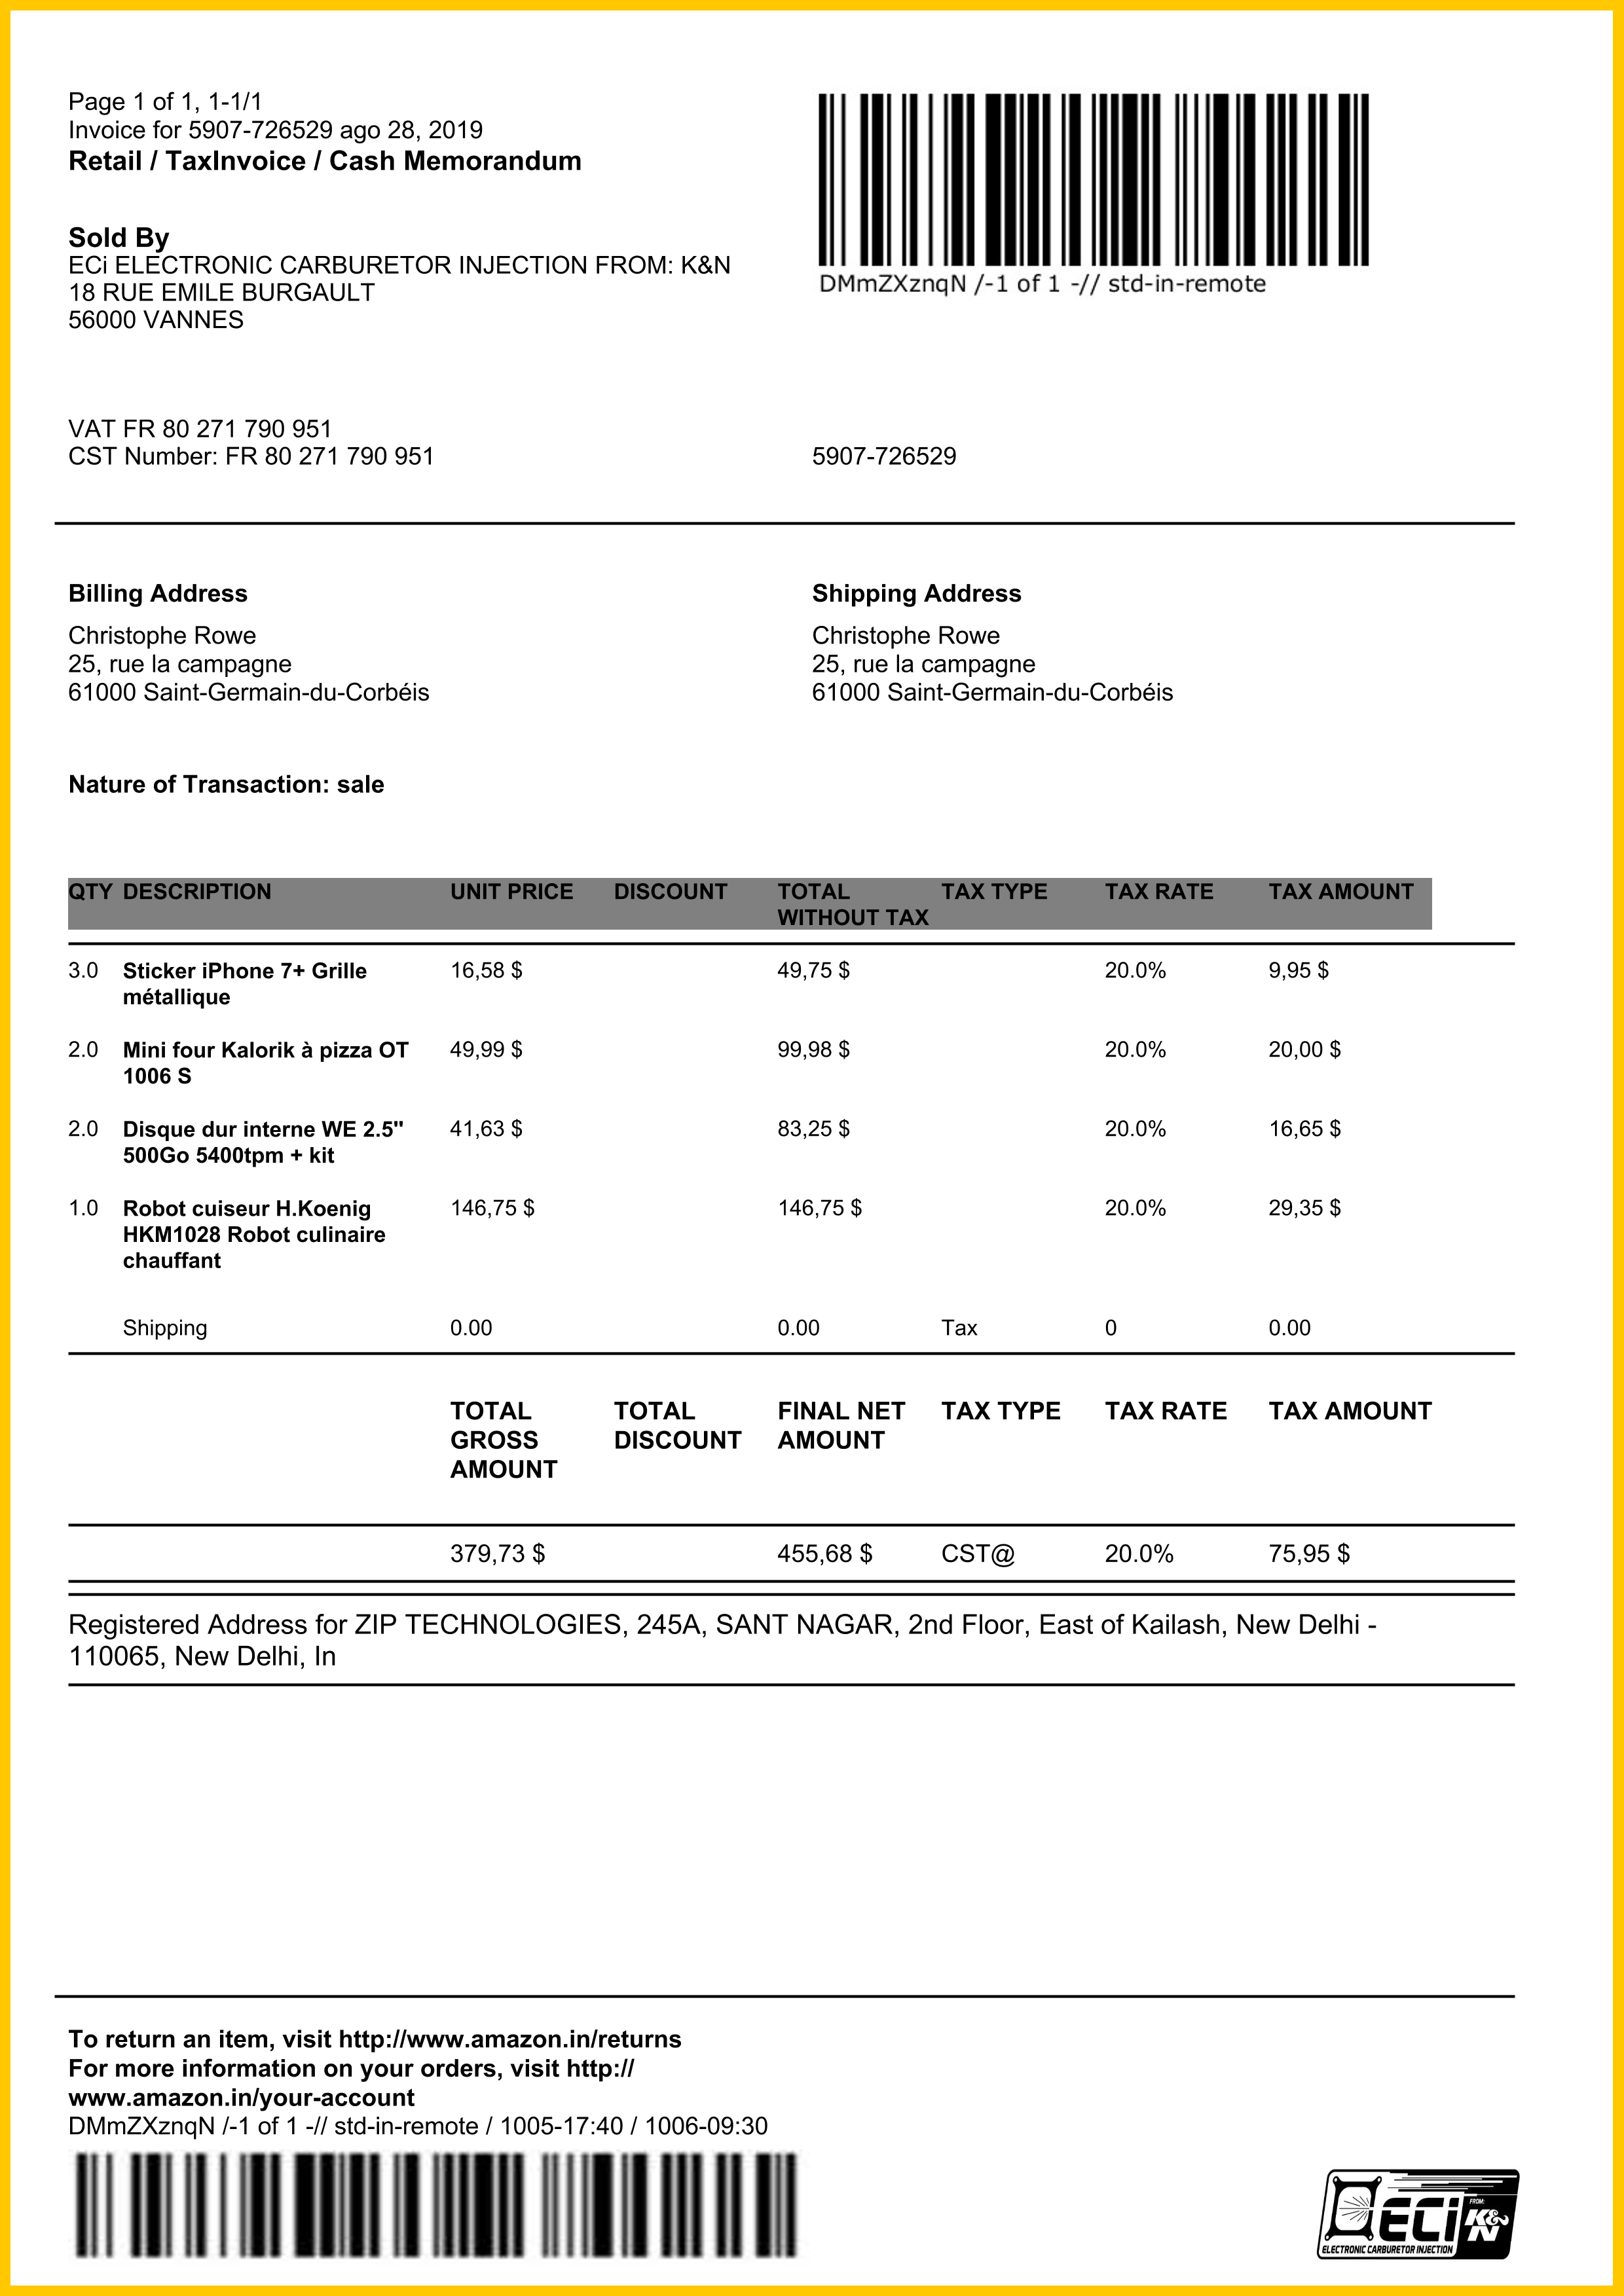 Page 1 of 1, 1-1/1
Invoice for 5907-726529 ago 28, 2019
Retail / TaxInvoice / Cash Memorandum
DMmZXznqN /-1 of 1 -// std-in-remote
Sold By
ECi ELECTRONIC CARBURETOR INJECTION FROM: K&N
18 RUE EMILE BURGAULT
56000 VANNES
VAT FR 80 271 790 951
CST Number: FR 80 271 790 951
5907-726529
Billing Address
Christophe Rowe
25, rue la campagne
61000 Saint-Germain-du-Corbéis
Shipping Address
Christophe Rowe
25, rue la campagne
61000 Saint-Germain-du-Corbéis
Nature of Transaction: sale
QTY DESCRIPTION UNIT PRICE DISCOUNT TOTAL TAX TYPE TAX RATE TAX AMOUNT
WITHOUT TAX
3.0 Sticker iPhone 7+ Grille 16,58 $ 49,75 $ 20.0% 9,95 $
métallique
2.0 Mini four Kalorik à pizza OT 49,99 $ 99,98 $ 20.0% 20,00 $
1006 S
2.0 Disque dur interne WE 2.5" 41,63 $ 83,25 $ 20.0% 16,65 $
500Go 5400tpm + kit
1.0 Robot cuiseur H.Koenig 146,75 $ 146,75 $ 20.0% 29,35 $
HKM1028 Robot culinaire
chauffant
Shipping 0.00 0.00 Tax 0 0.00
TOTAL TOTAL FINAL NET TAX TYPE TAX RATE TAX AMOUNT
GROSS DISCOUNT AMOUNT
AMOUNT
379,73 $ 455,68 $ CST@ 20.0% 75,95 $
Registered Address for ZIP TECHNOLOGIES, 245A, SANT NAGAR, 2nd Floor, East of Kailash, New Delhi -
110065, New Delhi, In
To return an item, visit http://www.amazon.in/returns
For more information on your orders, visit http://
www.amazon.in/your-account
DMmZXznqN /-1 of 1 -// std-in-remote / 1005-17:40 / 1006-09:30
ECi FROM: K&N
ELECTRONIC CARBURETOR INJECTION